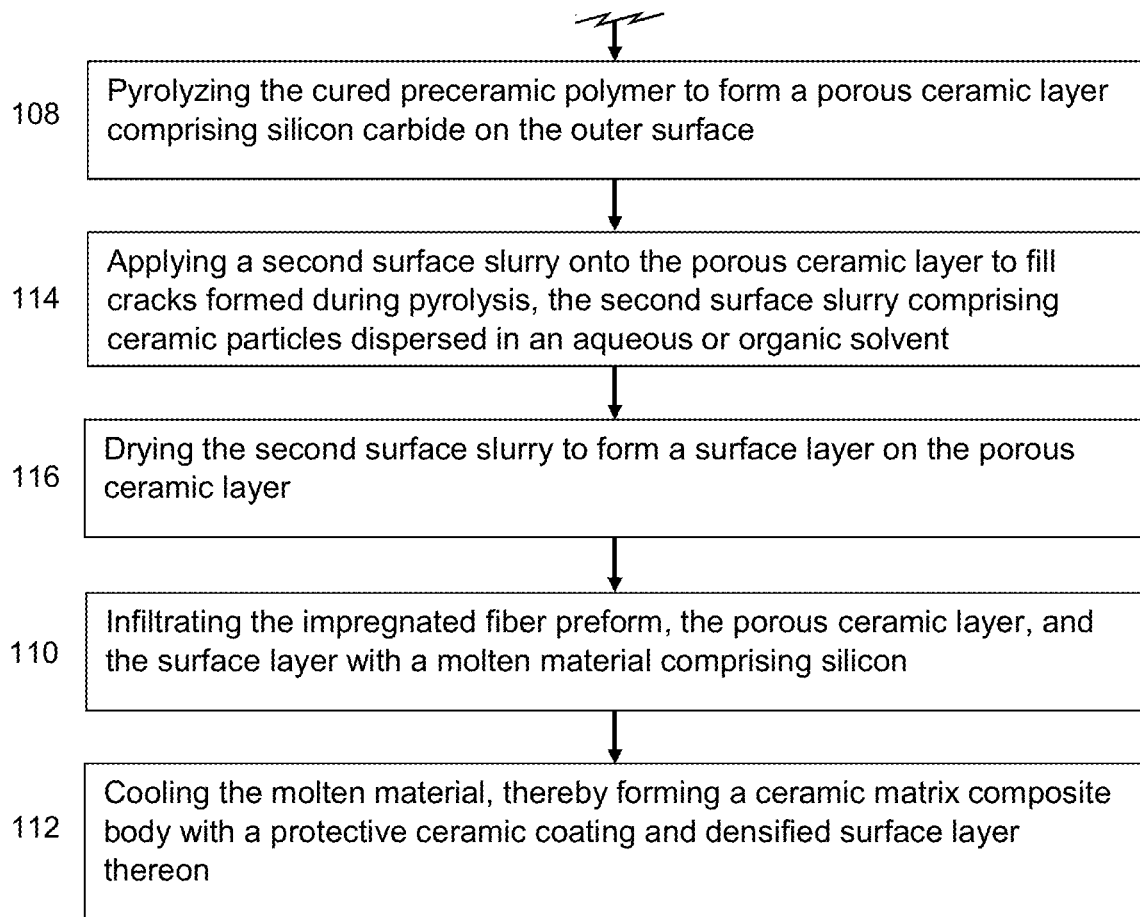 108
Pyrolyzing the cured preceramic polymer to form a porous ceramic layer
comprising silicon carbide on the outer surface
114
Applying a second surface slurry onto the porous ceramic layer to fill
cracks formed during pyrolysis, the second surface slurry comprising
ceramic particles dispersed in an aqueous or organic solvent
116
Drying the second surface slurry to form a surface layer on the porous
ceramic layer
110
Infiltrating the impregnated fiber preform, the porous ceramic layer, and
the surface layer with a molten material comprising silicon
112
Cooling the molten material, thereby forming a ceramic matrix composite
body with a protective ceramic coating and densified surface layer
thereon